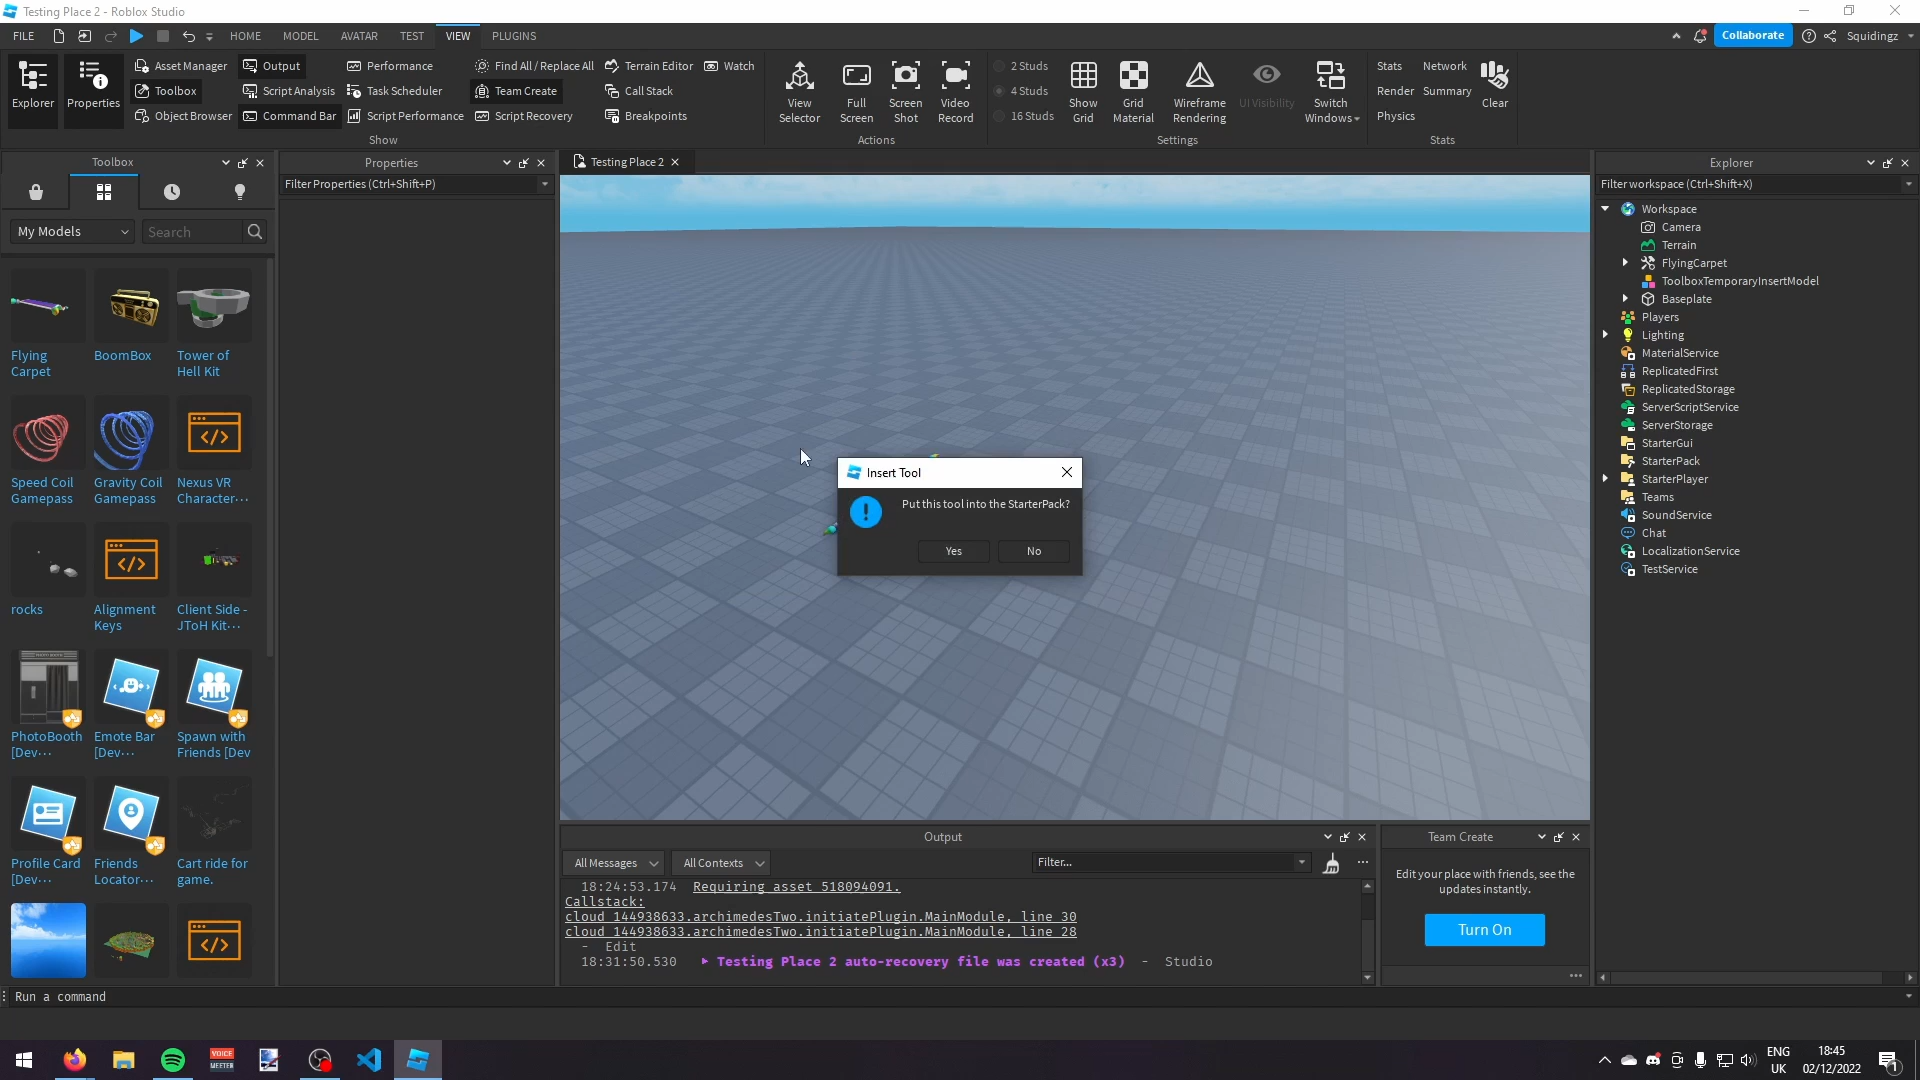 Testing Place 2 - Roblox Studio
FILE
HOME
MODEL
AVATAR
TEST
VIEW
PLUGINS
Collaborate
Squidingz
Explorer
Properties
Asset Manager
Toolbox
Object Browser
Output
Script Analysis
Command Bar
Performance
Task Scheduler
Script Performance
Find All / Replace All
Team Create
Script Recovery
Terrain Editor
Call Stack
Breakpoints
Watch
Show
View
Selector
Full
Screen
Screen
Shot
Video
Record
Actions
2 Studs
4 Studs
16 Studs
Show
Grid
Grid
Material
Wireframe
Rendering
UI Visibility
Switch
Windows
Settings
Stats
Network
Render
Summary
Physics
Clear
Stats
Toolbox
My Models
Search
Flying
Carpet
BoomBox
Tower of
Hell Kit
Speed Coil
Gamepass
Gravity Coil
Gamepass
Nexus VR
Character...
rocks
Alignment
Keys
Client Side -
JToH Kit...
PhotoBooth
[Dev...
Emote Bar
[Dev...
Spawn with
Friends [Dev
Profile Card
[Dev...
Friends
Locator...
Cart ride for
game.
Properties
Filter Properties (Ctrl+Shift+P)
Testing Place 2
Insert Tool
Put this tool into the StarterPack?
Yes
No
Output
All Messages
All Contexts
Filter...
18:24:53.174 Requiring asset 518094091.
Callstack:
cloud_144938633.archimedesTwo.initiatePlugin.MainModule, line 30
cloud_144938633.archimedesTwo.initiatePlugin.MainModule, line 28
- Edit
18:31:50.530 Testing Place 2 auto-recovery file was created (x3) - Studio
Team Create
Edit your place with friends, see the
updates instantly.
Turn On
Explorer
Filter workspace (Ctrl+Shift+X)
Workspace
Camera
Terrain
FlyingCarpet
ToolboxTemporaryInsertModel
Baseplate
Players
Lighting
MaterialService
ReplicatedFirst
ReplicatedStorage
ServerScriptService
ServerStorage
StarterGui
StarterPack
StarterPlayer
Teams
SoundService
Chat
LocalizationService
TestService
Run a command
VOICE
MEETER
ENG
UK
18:45
02/12/2022
1